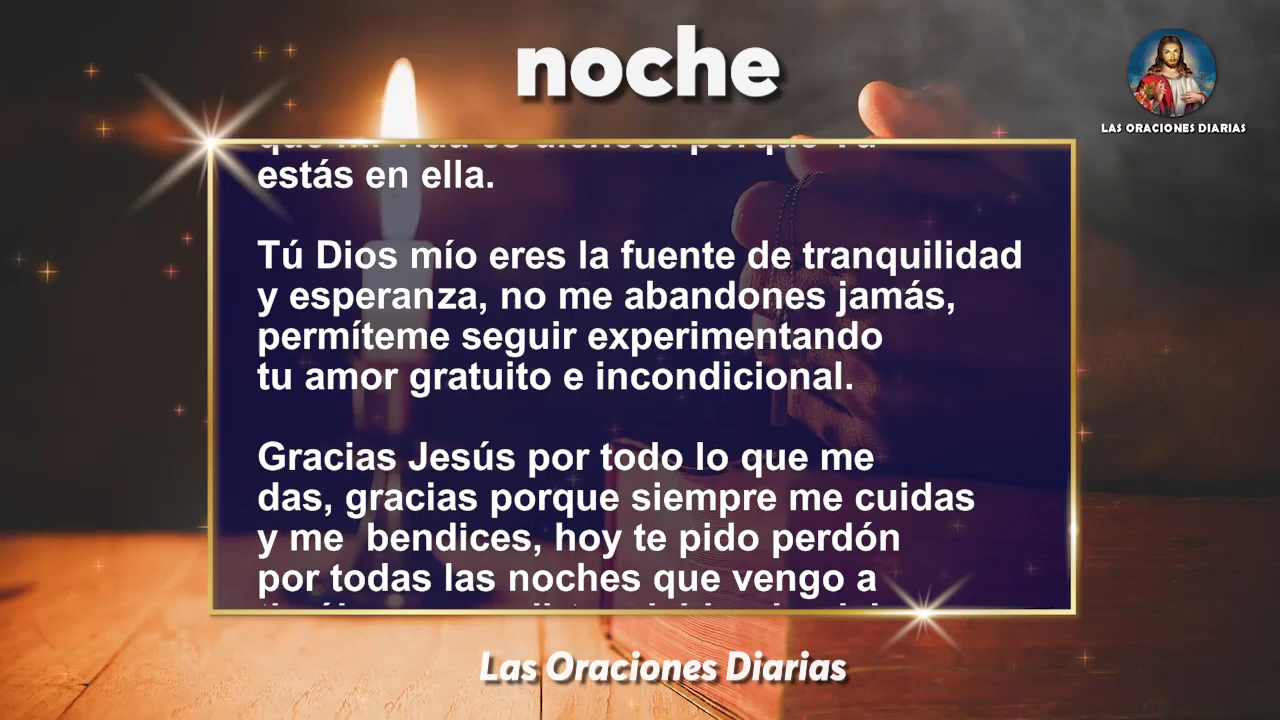 noche
LAS ORACIONES DIARIAS
estás en ella.
Tú Dios mío eres la fuente de tranquilidad
y esperanza, no me abandones jamás,
permíteme seguir experimentando
tu amor gratuito e incondicional.
Gracias Jesús por todo lo que me
das, gracias porque siempre me cuidas
y me  bendices, hoy te pido perdón
por todas las noches que vengo a
Las Oraciones Diarias